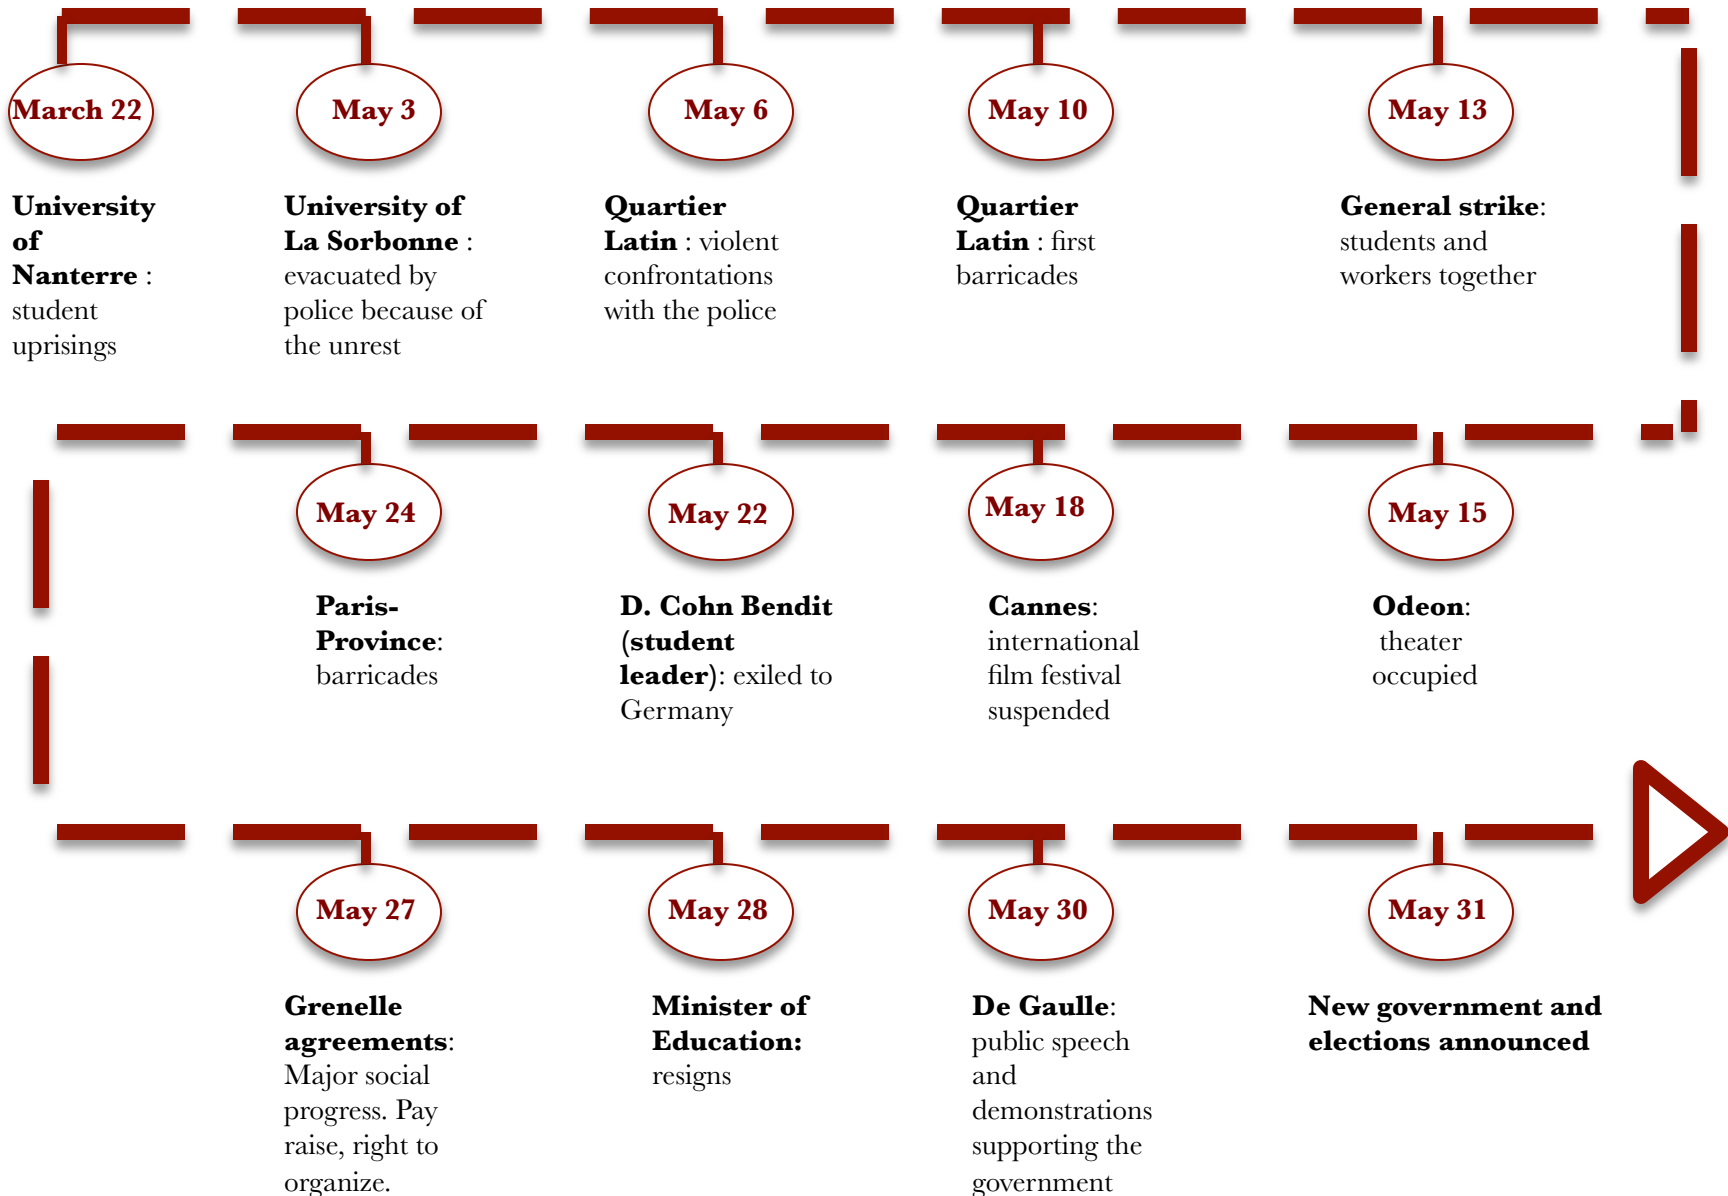 March 22
University
of
Nanterre :
student
uprisings
May 3
University of
La Sorbonne :
evacuated by
police because of
the unrest
May 6
Quartier
Latin : violent
confrontations
with the police
May 10
Quartier
Latin : first
barricades
May 13
General strike:
students and
workers together
May 15
Odeon:
theater
occupied
May 18
Cannes:
international
film festival
suspended
May 22
D. Cohn Bendit
(student
leader): exiled to
Germany
May 24
Paris-
Province:
barricades
May 27
Grenelle
agreements:
Major social
progress. Pay
raise, right to
organize.
May 28
Minister of
Education:
resigns
May 30
De Gaulle:
public speech
and
demonstrations
supporting the
government
May 31
New government and
elections announced